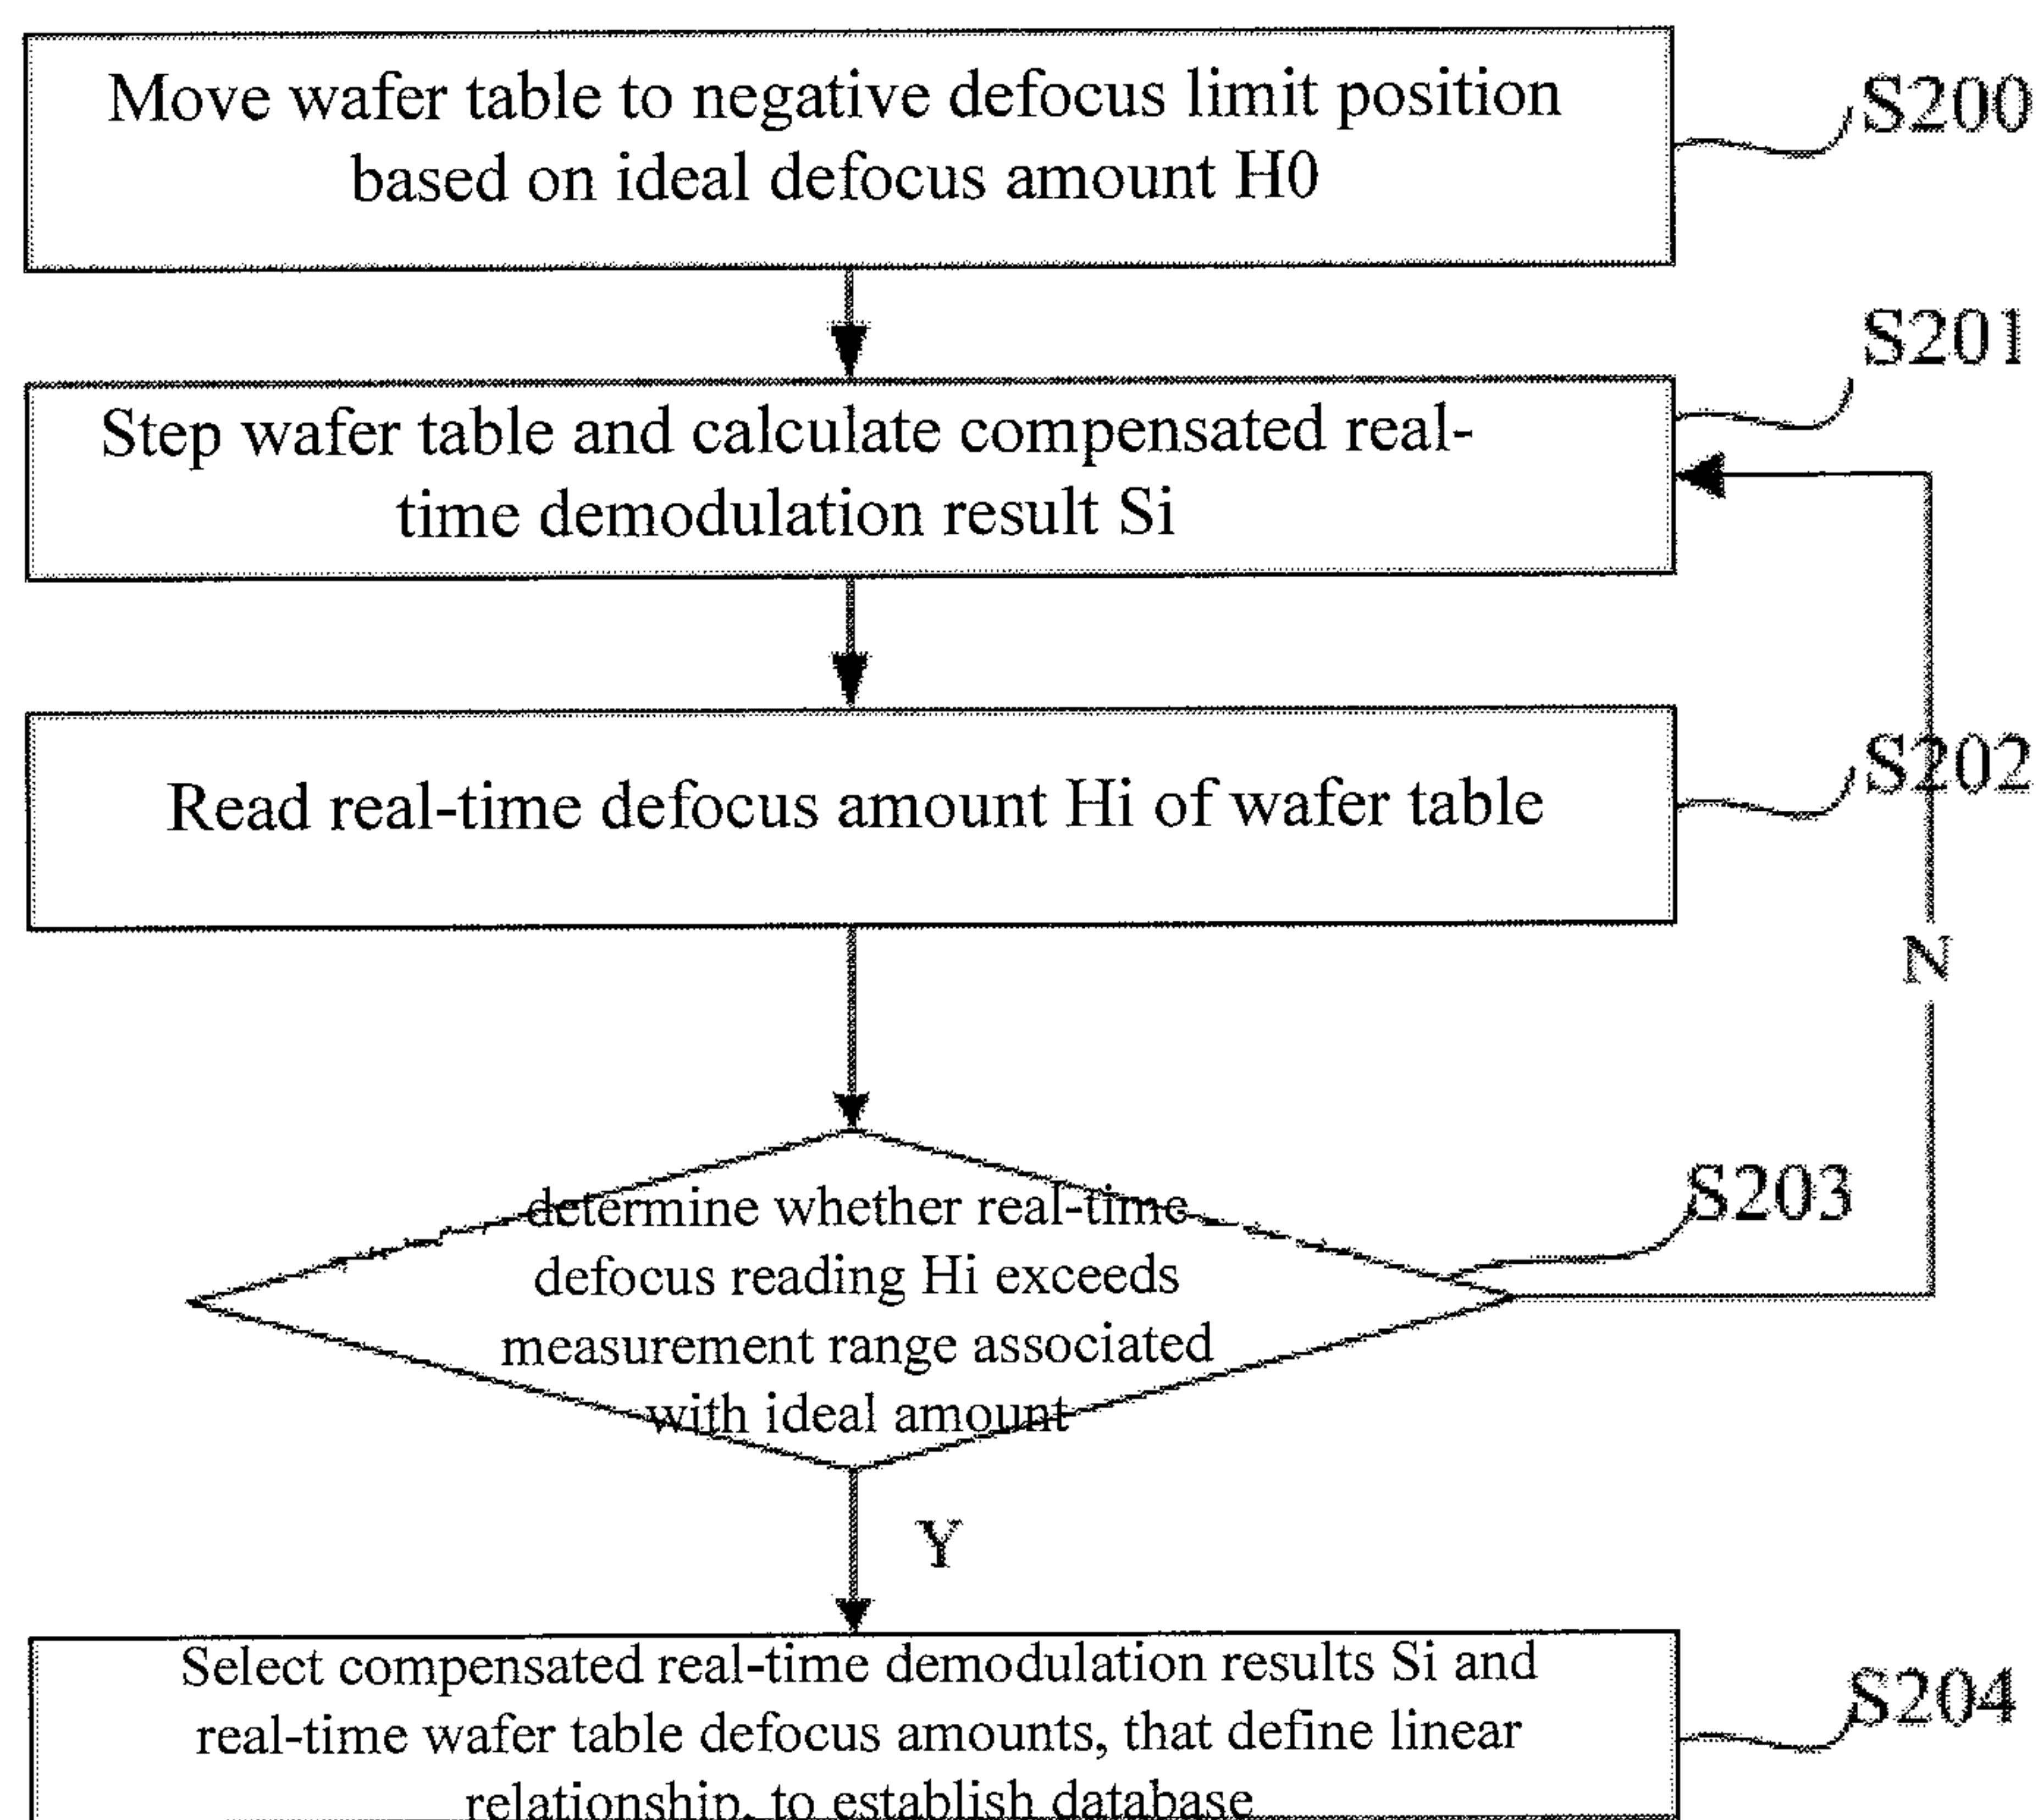 Move wafer table to negative defocus limit position
based on ideal defocus amount H0
S200
S201
Step wafer table and calculate compensated real-
time demodulation result Si
Read real-time defocus amount Hi of wafer table
S202
N
determine whether real-time
defocus reading Hi exceeds
measurement range associated
with ideal amount
S203
Y
Select compensated real-time demodulation results Si and
real-time wafer table defocus amounts, that define linear
relationship, to establish database
S204